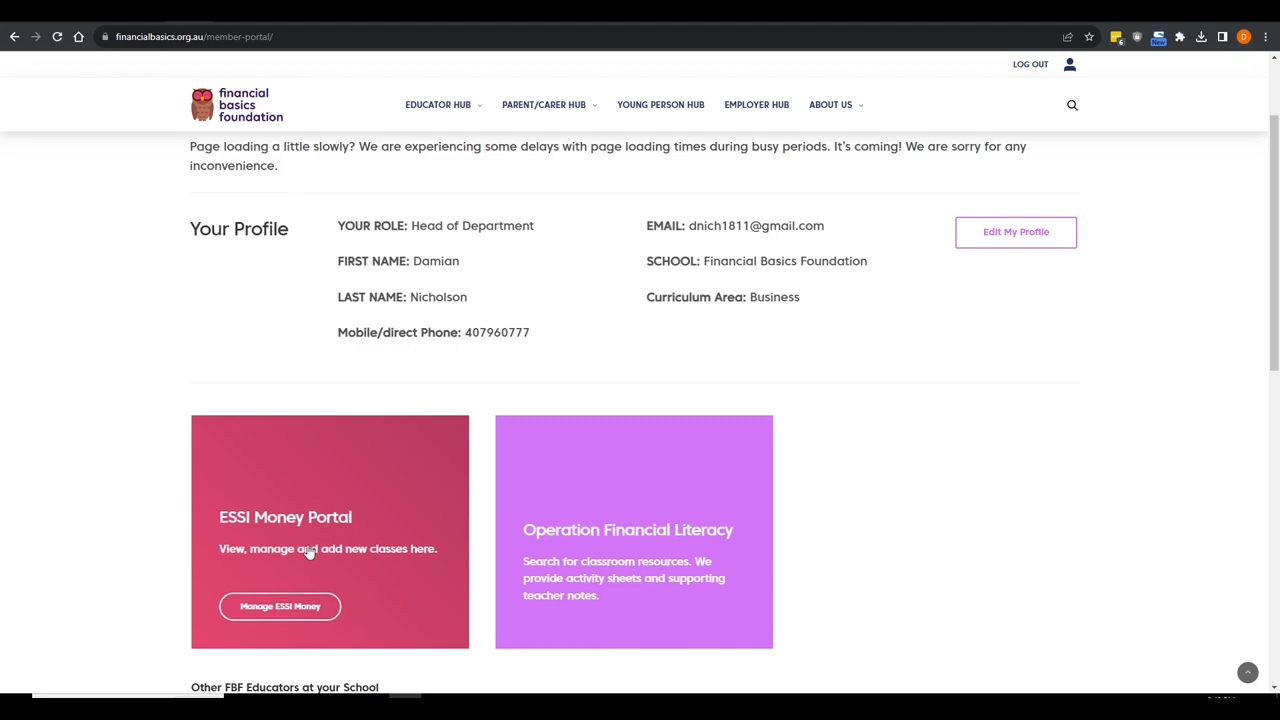 financialbasics.org.au/member-portal/
6
New
D
LOG OUT
financial
basics
foundation
EDUCATOR HUB
PARENT/CARER HUB
YOUNG PERSON HUB
EMPLOYER HUB
ABOUT US
Page loading a little slowly? We are experiencing some delays with page loading times during busy periods. It's coming! We are sorry for any
inconvenience.
Your Profile
YOUR ROLE: Head of Department
EMAIL: dnich1811@gmail.com
Edit My Profile
FIRST NAME: Damian
SCHOOL: Financial Basics Foundation
LAST NAME: Nicholson
Curriculum Area: Business
Mobile/direct Phone: 407960777
ESSI Money Portal
View, manage and add new classes here.
Manage ESSI Money
Operation Financial Literacy
Search for classroom resources. We
provide activity sheets and supporting
teacher notes.
Other FBF Educators at your School